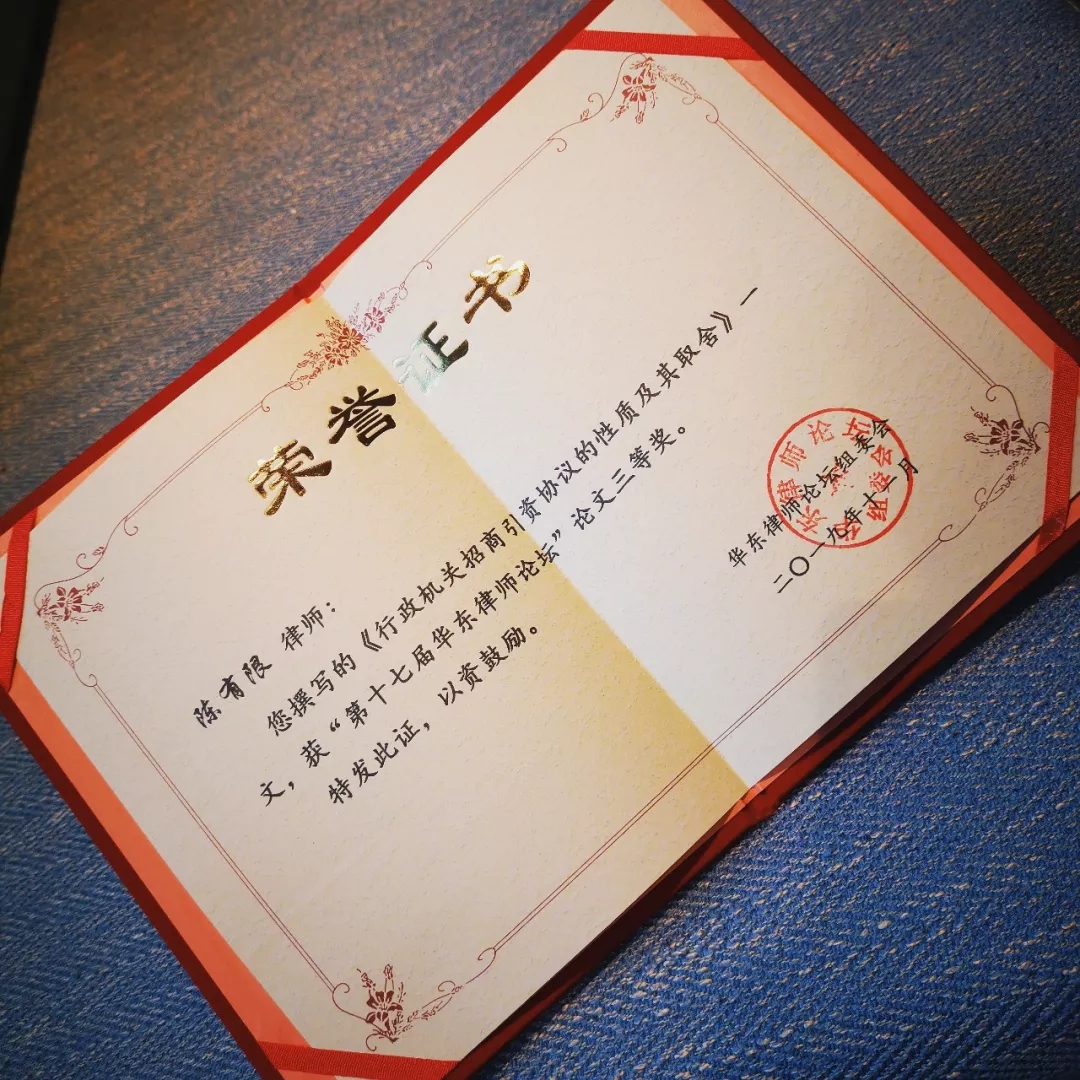 荣誉证书
陈有限 律师：
您撰写的《行政机关招商引资协议的性质及其取舍》一
文，获“第十七届华东律师论坛”论文三等奖。
特发此证，以资鼓励。
华东律师论坛组委会
二〇一九年十一月